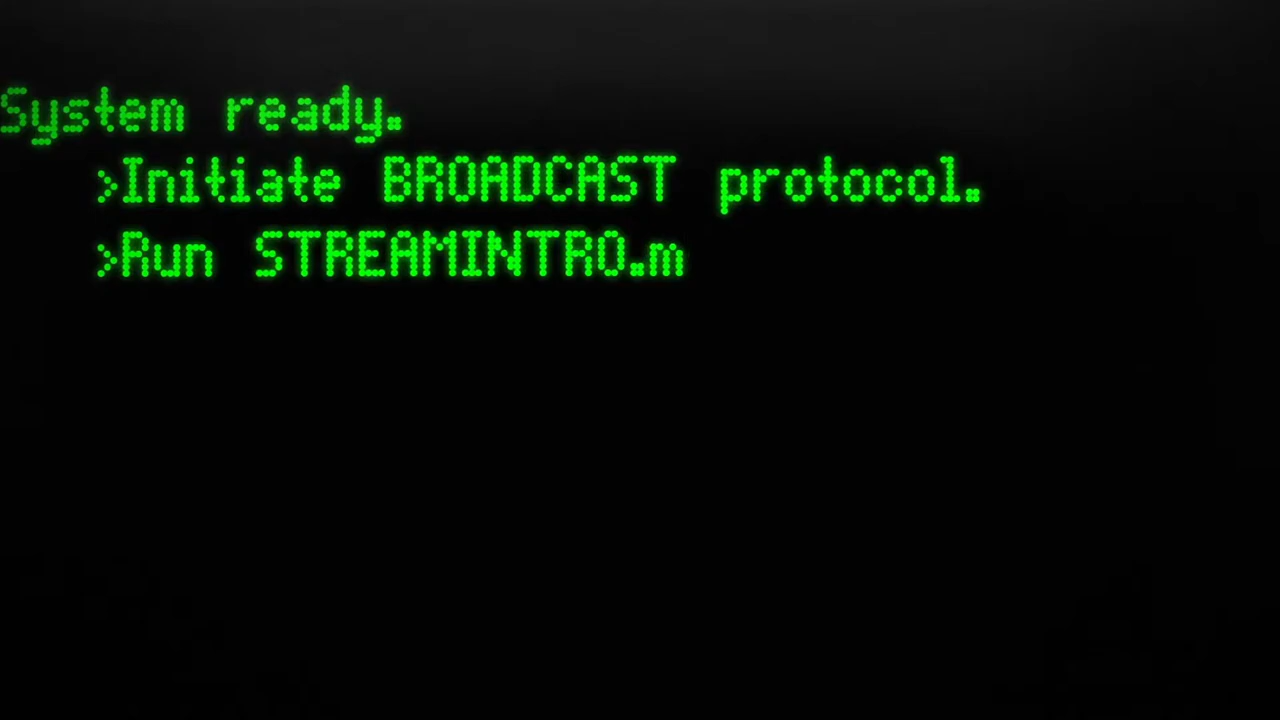 System ready.
>Initiate BROADCAST protocol.
>Run STREAMINTRO.m